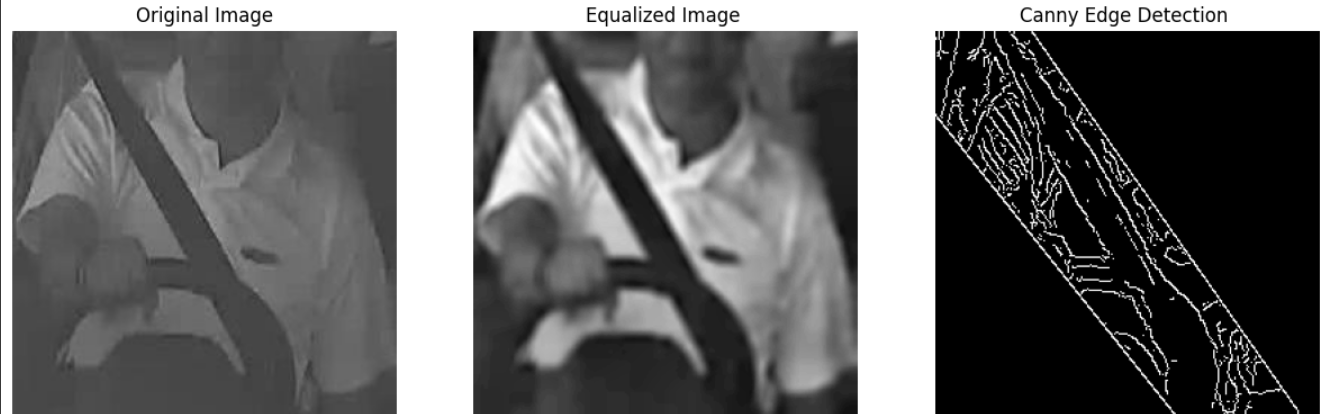 Original Image
Equalized Image
Canny Edge Detection